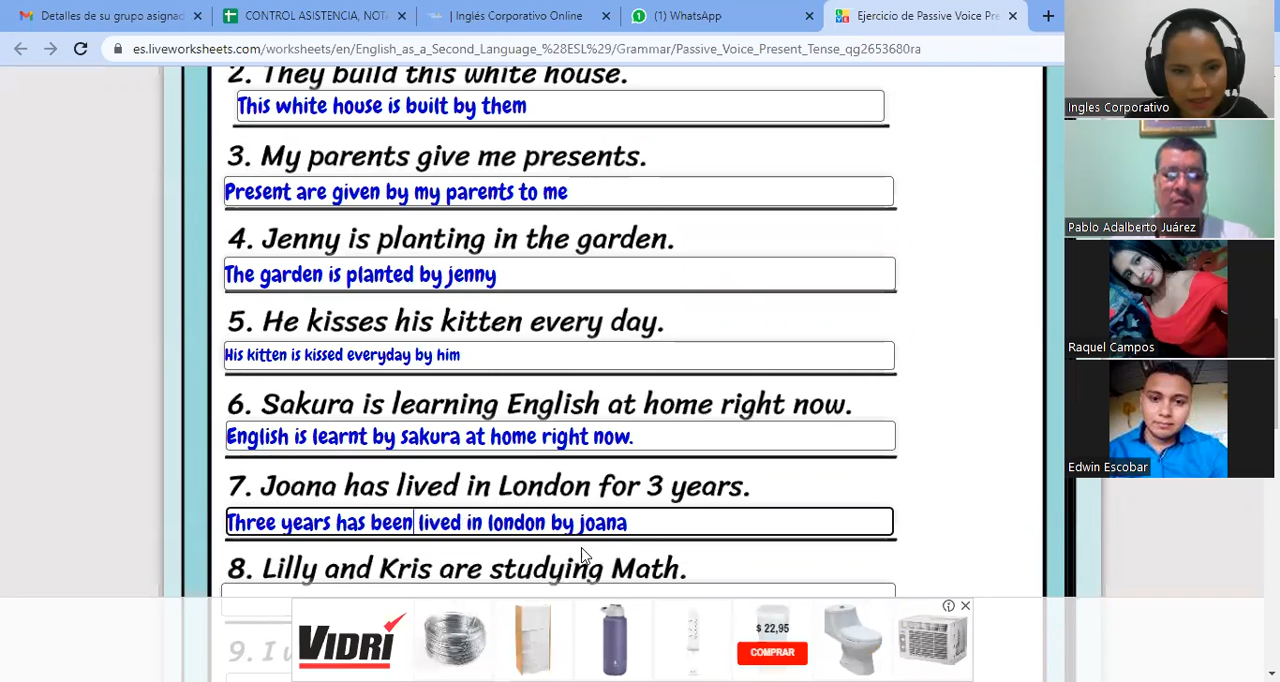 Detalles de su grupo asignad
CONTROL ASISTENCIA, NOT
| Inglés Corporativo Online
(1) WhatsApp
Ejercicio de Passive Voice Pre
es.liveworksheets.com/worksheets/en/English_as_a_Second_Language_%28ESL%29/Grammar/Passive_Voice_Present_Tense_qg2653680ra
2. They build this white house.
This white house is built by them
3. My parents give me presents.
Present are given by my parents to me
4. Jenny is planting in the garden.
The garden is planted by jenny
5. He kisses his kitten every day.
His kitten is kissed everyday by him
6. Sakura is learning English at home right now.
English is learnt by sakura at home right now.
7. Joana has lived in London for 3 years.
Three years has been lived in london by joana
8. Lilly and Kris are studying Math.
9. I
VIDRÍ
$ 22,95
COMPRAR
Ingles Corporativo
Pablo Adalberto Juárez
Raquel Campos
Edwin Escobar